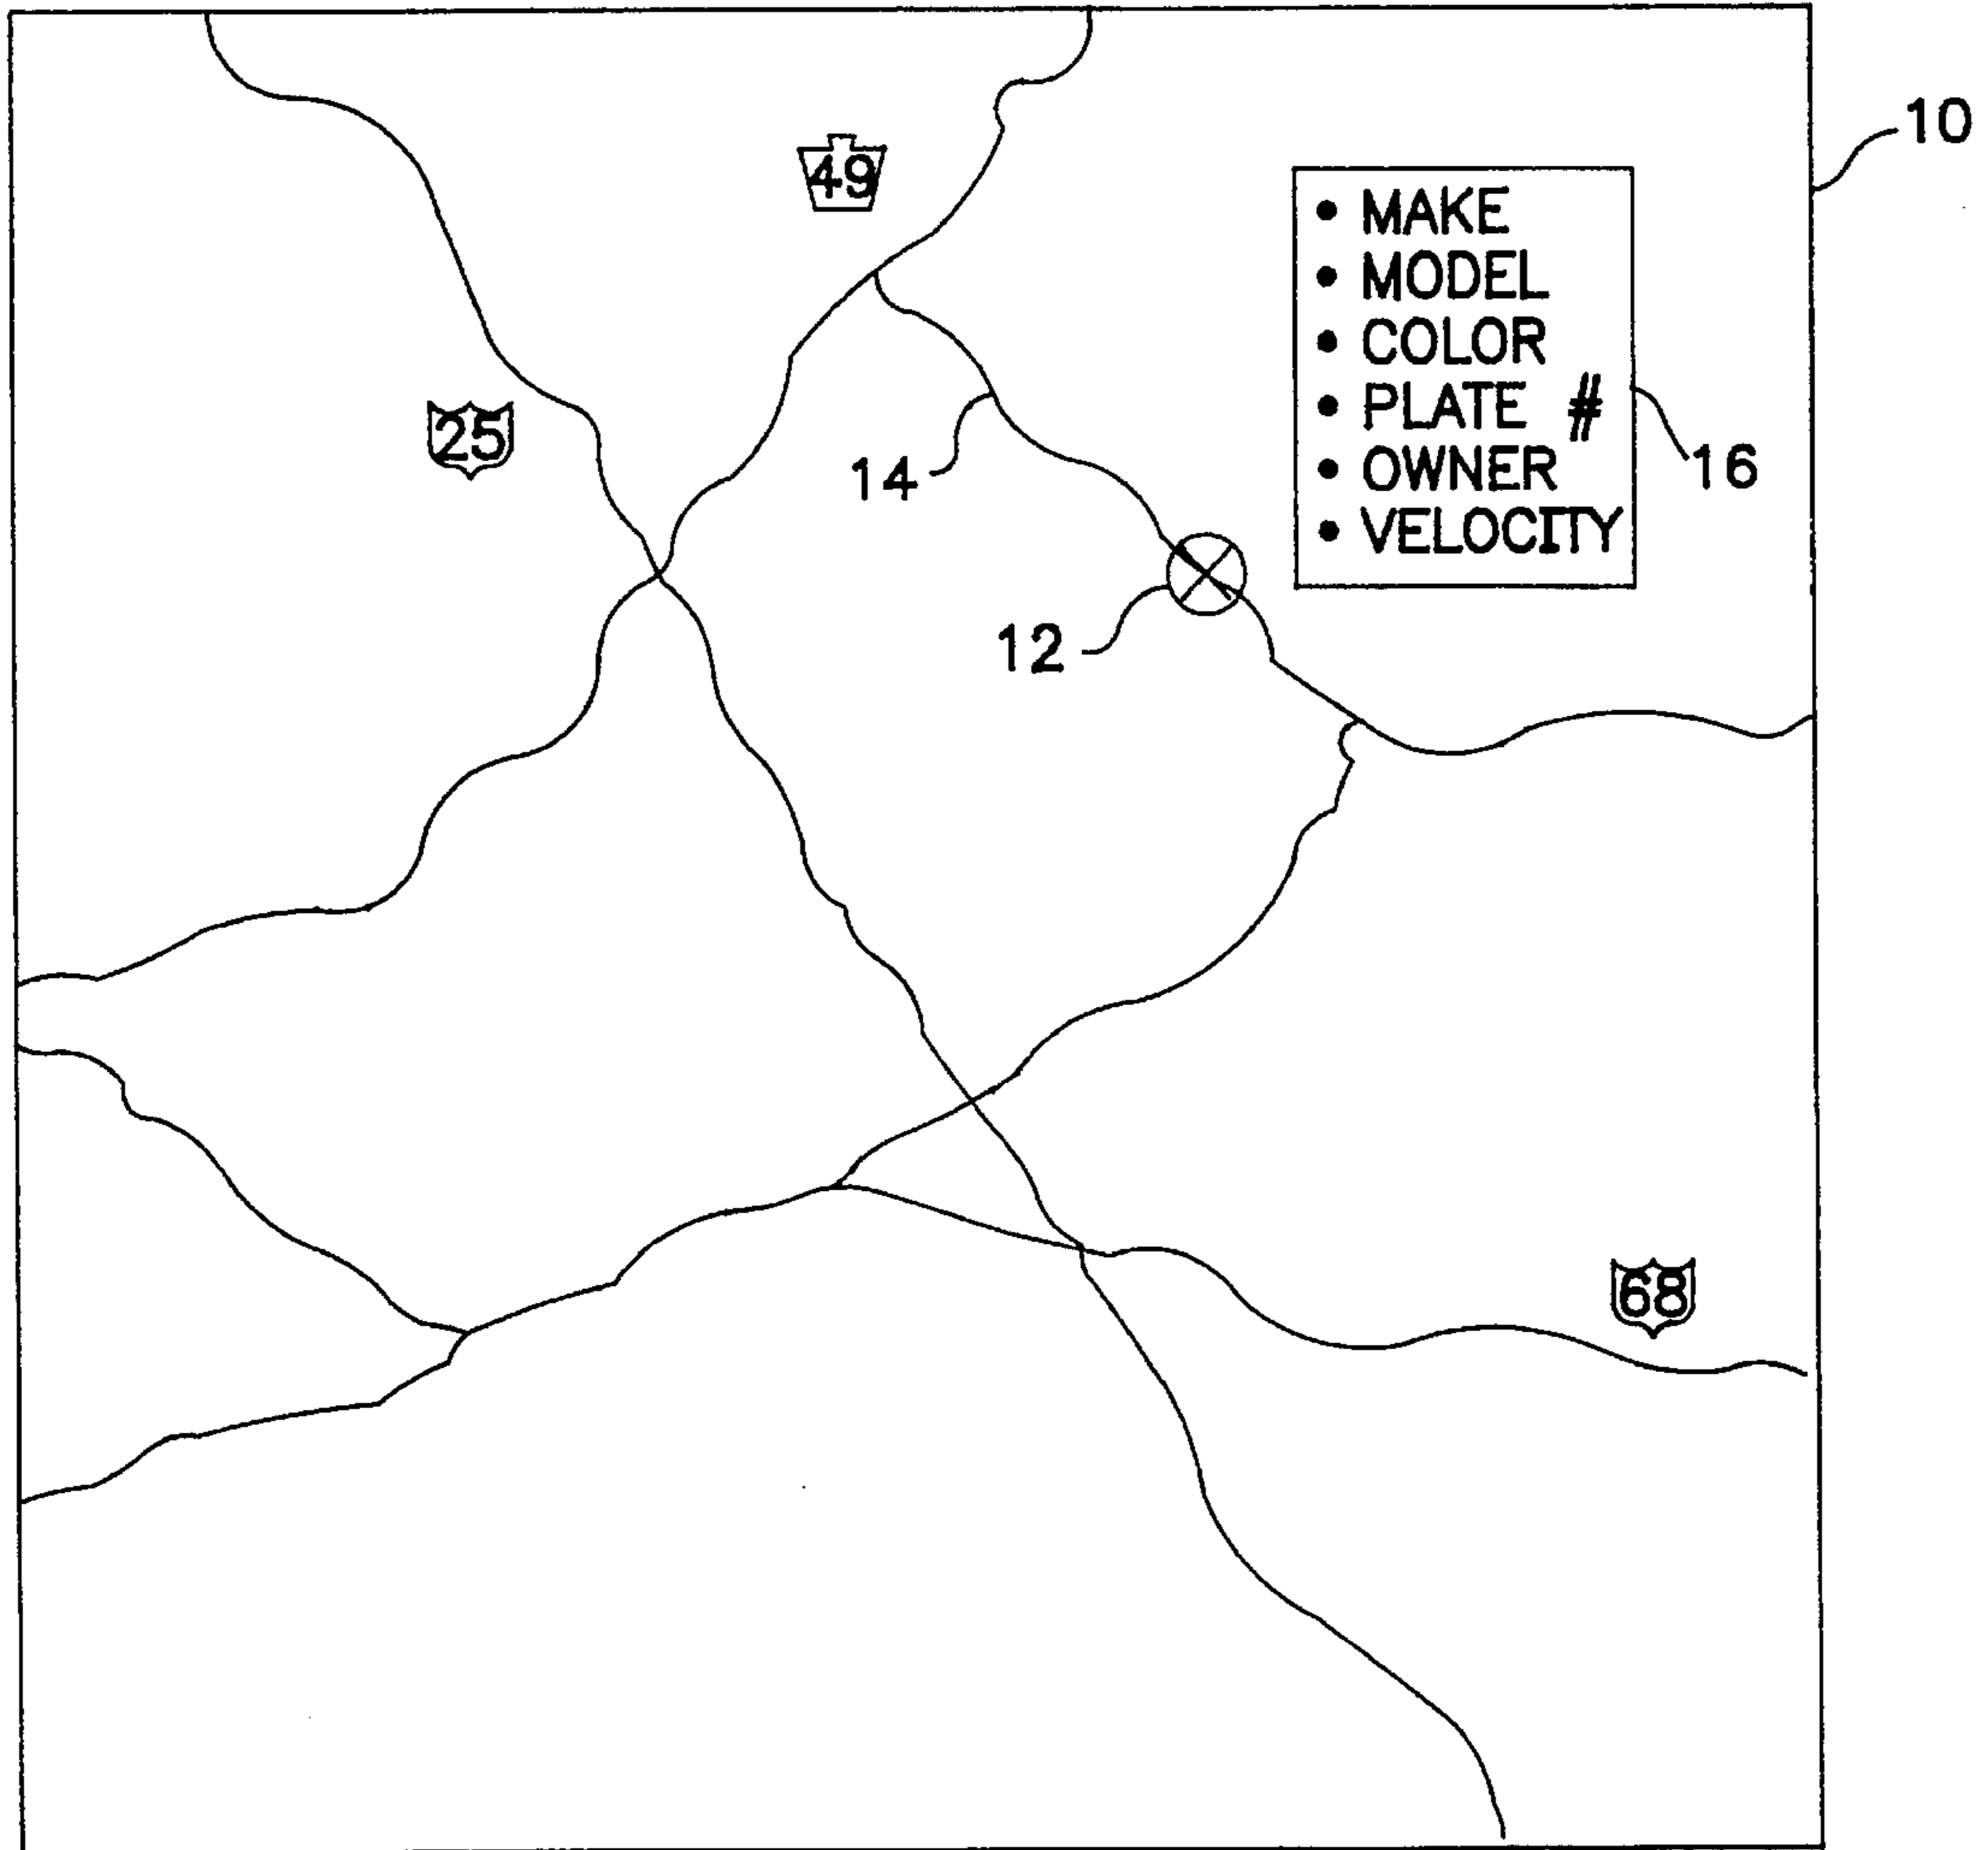 10
49
• MAKE
• MODEL
• COLOR
• PLATE #
• OWNER
• VELOCITY
25
14
16
12
68